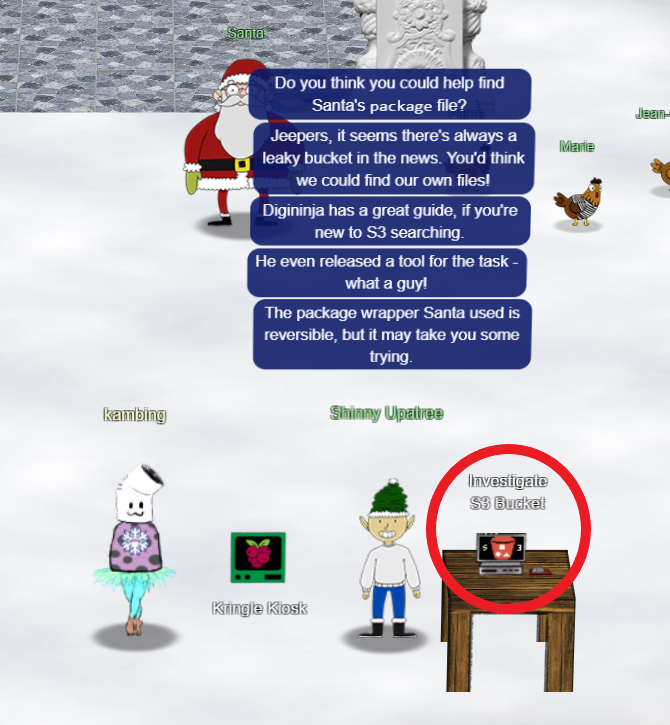 Santa
Do you think you could help find
Santa's package file?
Jeepers, it seems there's always a
leaky bucket in the news. You'd think
we could find our own files!
Digininja has a great guide, if you're
new to S3 searching.
He even released a tool for the task -
what a guy!
The package wrapper Santa used is
reversible, but it may take you some
trying.
Marie
kambing
Shinny Upatree
Investigate
S3 Bucket
S 3
Kringle Kiosk